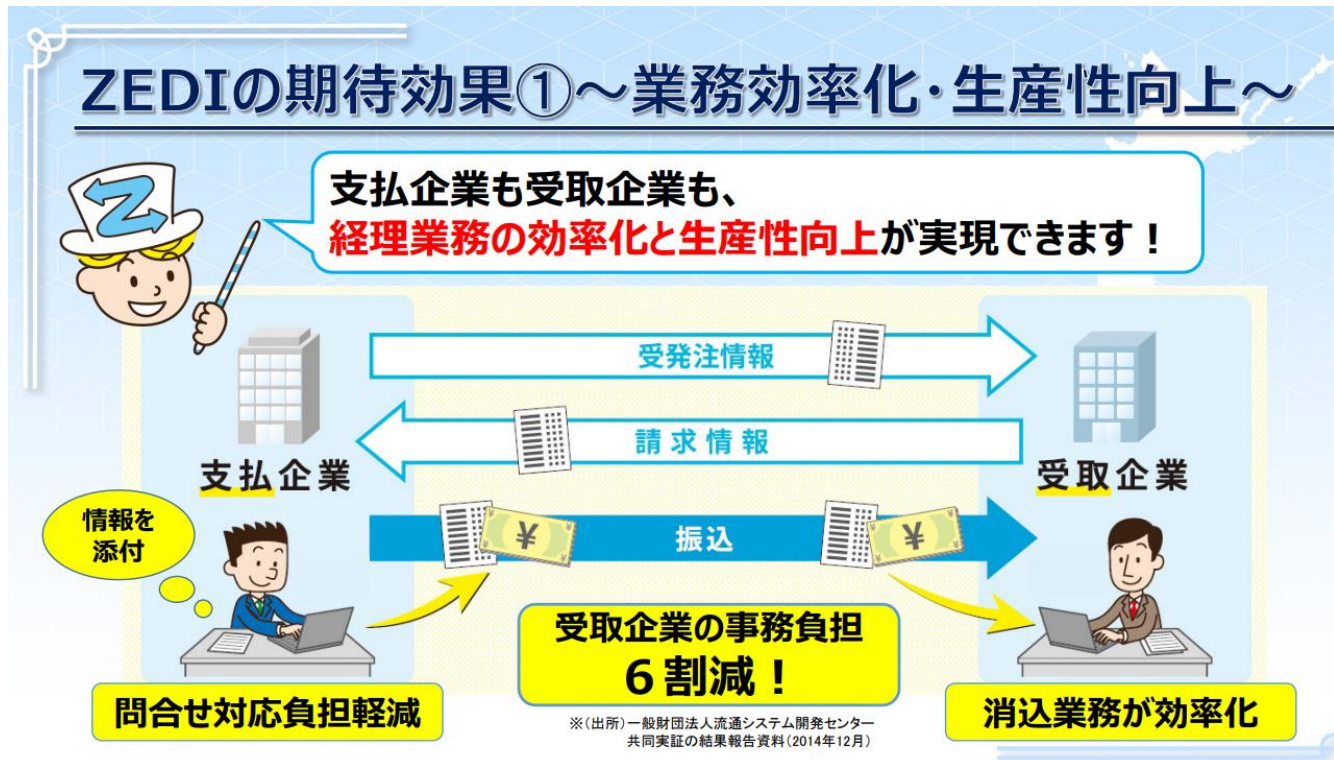 ZEDIの期待効果①~業務効率化・生産性向上~
支払企業も受取企業も、
経理業務の効率化と生産性向上が実現できます！
受発注情報
請求情報
支払企業
受取企業
情報を
添付
振込
受取企業の事務負担
６割減！
問合せ対応負担軽減
消込業務が効率化
※（出所）一般財団法人流通システム開発センター
共同実証の結果報告資料（2014年12月）